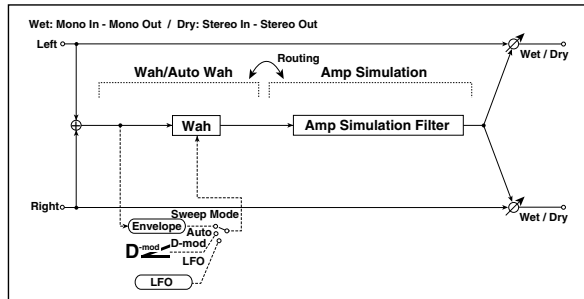 Wet: Mono In - Mono Out / Dry: Stereo In - Stereo Out
Left
Wet / Dry
Routing
Wah/Auto Wah
Amp Simulation
Wah
Amp Simulation Filter
Right
Wet / Dry
Sweep Mode
Envelope
Auto
D-mod
D-mod
LFO
LFO